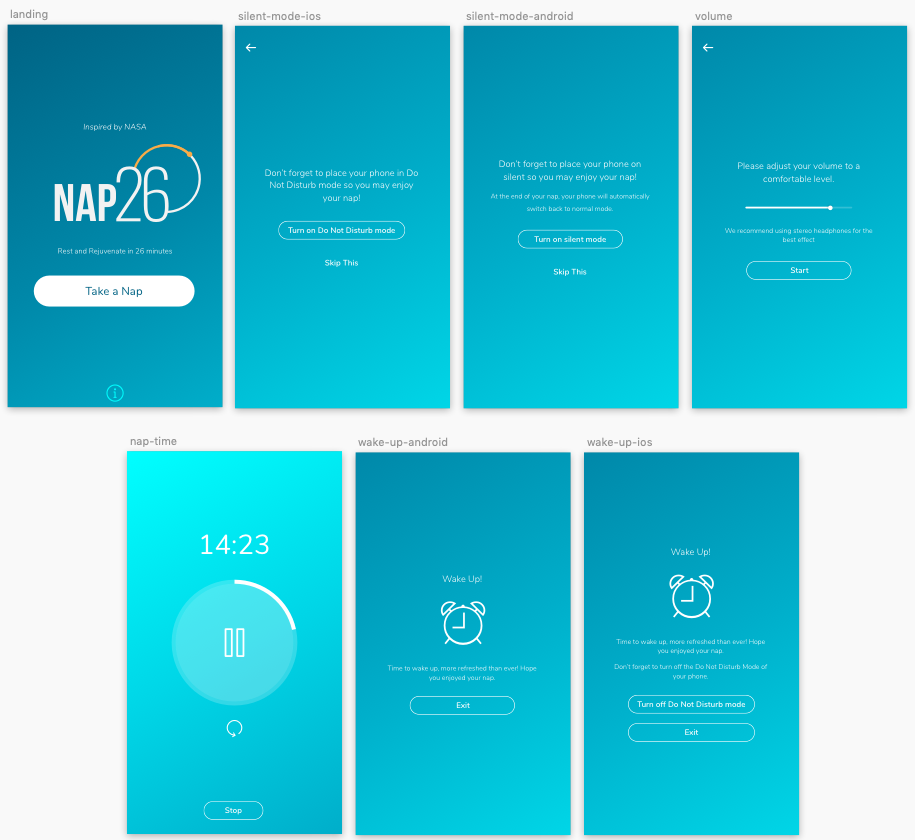 landing
Inspired by NASA
NAP26
Rest and Rejuvenate in 26 minutes
Take a Nap
silent-mode-ios
Don't forget to place your phone in Do
Not Disturb mode so you may enjoy
your nap!
Turn on Do Not Disturb mode
Skip This
silent-mode-android
Don't forget to place your phone on
silent so you may enjoy your nap!
At the end of your nap, your phone will automatically
switch back to normal mode.
Turn on silent mode
Skip This
volume
Please adjust your volume to a
comfortable level.
We recommend using stereo headphones for the
best effect
Start
nap-time
14:23
Stop
wake-up-android
Wake Up!
Time to wake up, more refreshed than ever! Hope
you enjoyed your nap.
Exit
wake-up-ios
Wake Up!
Time to wake up, more refreshed than ever! Hope
you enjoyed your nap.
Don't forget to turn off the Do Not Disturb Mode of
your phone.
Turn off Do Not Disturb mode
Exit